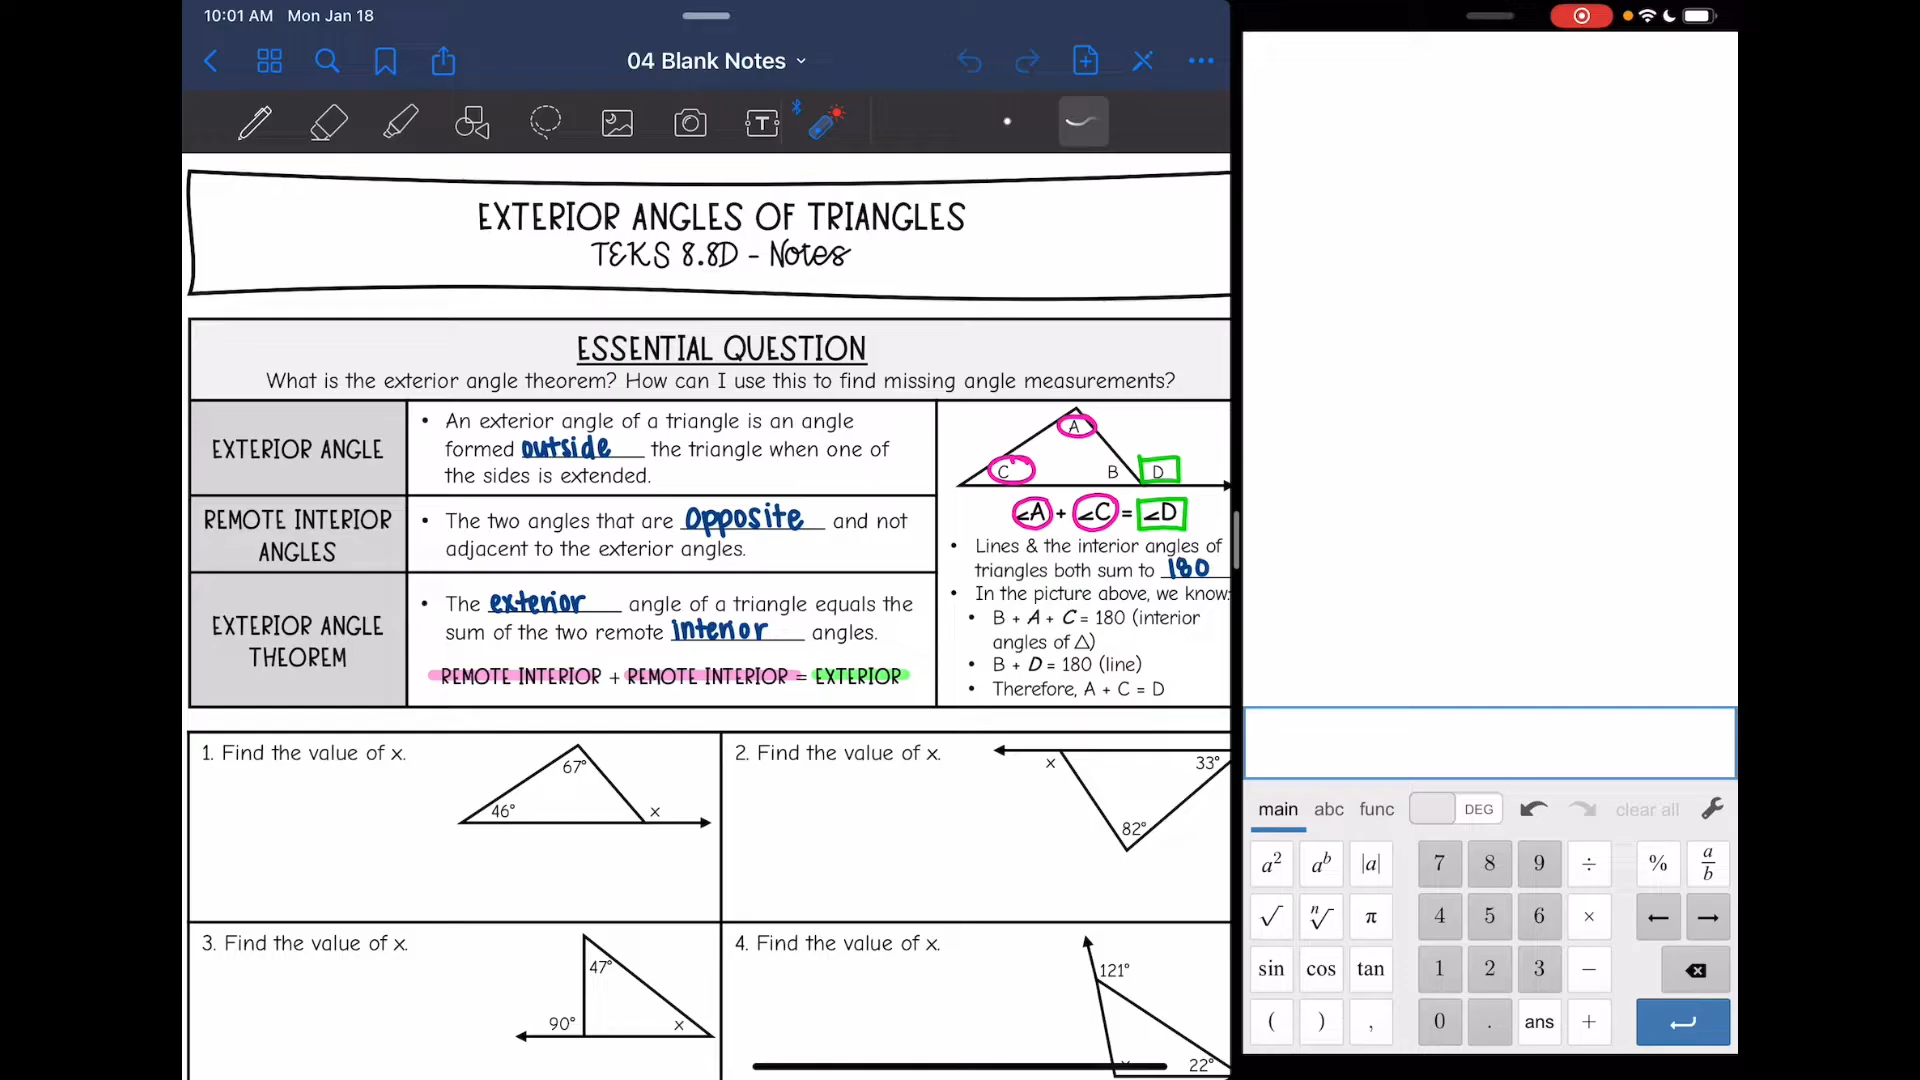 10:01 AM Mon Jan 18
04 Blank Notes
T
EXTERIOR ANGLES OF TRIANGLES
TEKS 8.8D - Notes
ESSENTIAL QUESTION
What is the exterior angle theorem? How can I use this to find missing angle measurements?
EXTERIOR ANGLE
• An exterior angle of a triangle is an angle
formed outside the triangle when one of
the sides is extended.
REMOTE INTERIOR
ANGLES
• The two angles that are opposite and not
adjacent to the exterior angles.
EXTERIOR ANGLE
THEOREM
• The exterior angle of a triangle equals the
sum of the two remote interior angles.
REMOTE INTERIOR + REMOTE INTERIOR = EXTERIOR
A
C B D
∠A + ∠C = ∠D
• Lines & the interior angles of
triangles both sum to 180
• In the picture above, we know:
• B + A + C = 180 (interior
angles of △)
• B + D = 180 (line)
• Therefore, A + C = D
1. Find the value of x.
67°
46° x
2. Find the value of x.
x 33°
82°
3. Find the value of x.
47°
90° x
4. Find the value of x.
121°
22°
main abc func DEG clear all
a² aᵇ |a| 7 8 9 ÷ % a/b
√ ⁿ√ π 4 5 6 × ← →
sin cos tan 1 2 3 −
( ) , 0 . ans +